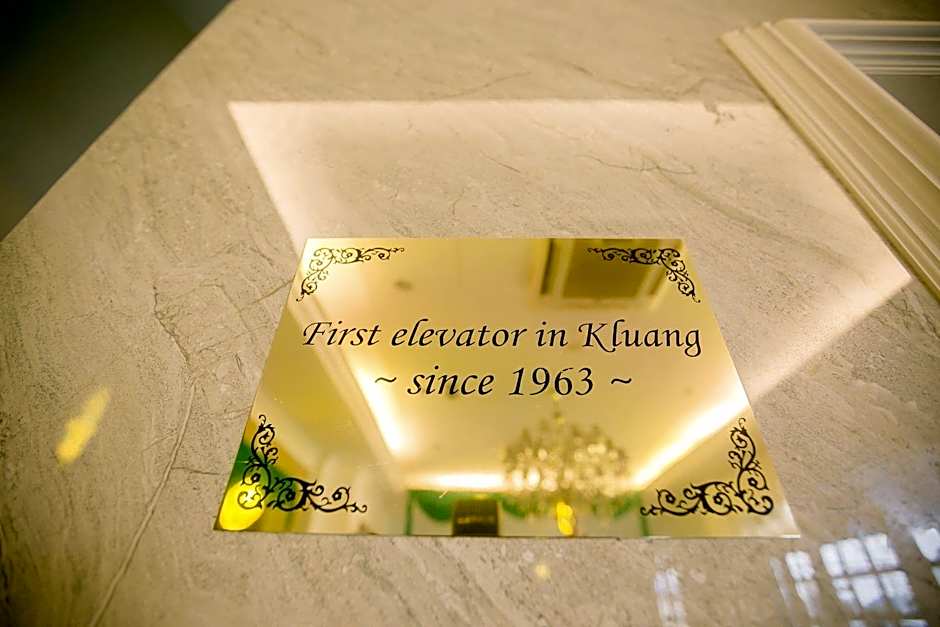 First elevator in Kluang
~ since 1963 ~